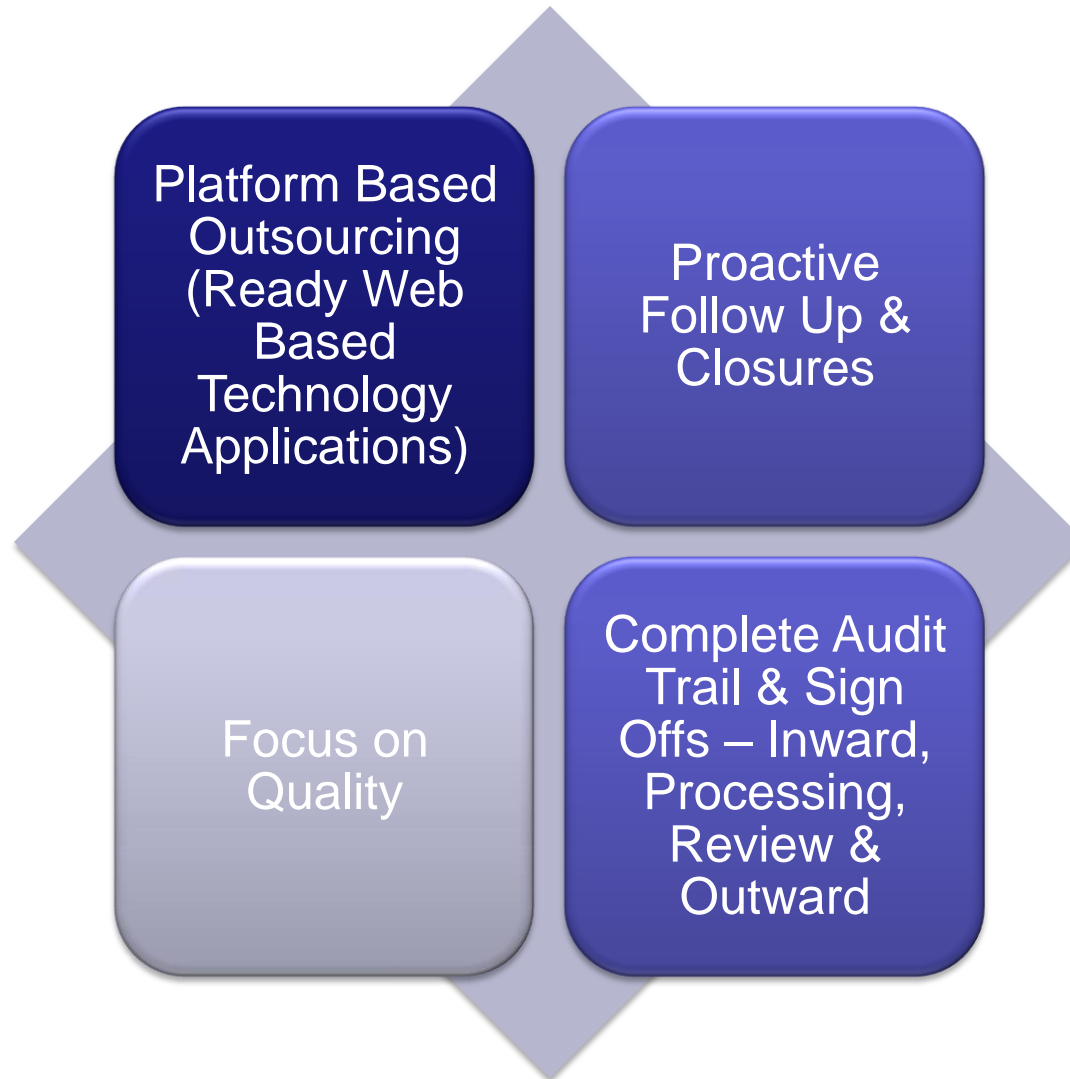 Platform Based
Outsourcing
(Ready Web
Based
Technology
Applications)
Proactive
Follow Up &
Closures
Focus on
Quality
Complete Audit
Trail & Sign
Offs – Inward,
Processing,
Review &
Outward